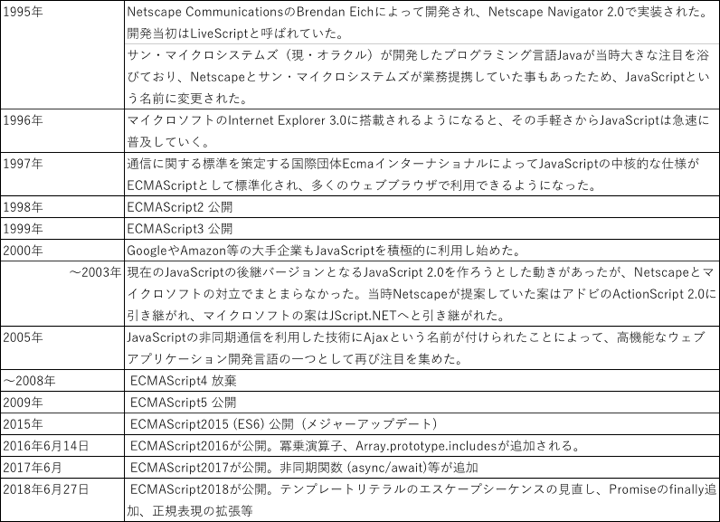 1995年
Netscape CommunicationsのBrendan Eichによって開発され、Netscape Navigator 2.0で実装された。
開発当初はLiveScriptと呼ばれていた。
サン・マイクロシステムズ（現・オラクル）が開発したプログラミング言語Javaが当時大きな注目を浴
びており、Netscapeとサン・マイクロシステムズが業務提携していた事もあったため、JavaScriptとい
う名前に変更された。
1996年
マイクロソフトのInternet Explorer 3.0に搭載されるようになると、その手軽さからJavaScriptは急速に
普及していく。
1997年
通信に関する標準を策定する国際団体EcmaインターナショナルによってJavaScriptの中核的な仕様が
ECMAScriptとして標準化され、多くのウェブブラウザで利用できるようになった。
1998年
ECMAScript2 公開
1999年
ECMAScript3 公開
2000年
GoogleやAmazon等の大手企業もJavaScriptを積極的に利用し始めた。
～2003年
現在のJavaScriptの後継バージョンとなるJavaScript 2.0を作ろうとした動きがあったが、Netscapeとマ
イクロソフトの対立でまとまらなかった。当時Netscapeが提案していた案はアドビのActionScript 2.0に
引き継がれ、マイクロソフトの案はJScript.NETへと引き継がれた。
2005年
JavaScriptの非同期通信を利用した技術にAjaxという名前が付けられたことによって、高機能なウェブ
アプリケーション開発言語の一つとして再び注目を集めた。
～2008年
ECMAScript4 放棄
2009年
ECMAScript5 公開
2015年
ECMAScript2015 (ES6) 公開（メジャーアップデート）
2016年6月14日
ECMAScript2016が公開。冪乗演算子、Array.prototype.includesが追加される。
2017年6月
ECMAScript2017が公開。非同期関数 (async/await)等が追加
2018年6月27日
ECMAScript2018が公開。テンプレートリテラルのエスケープシーケンスの見直し、Promiseのfinally追
加、正規表現の拡張等